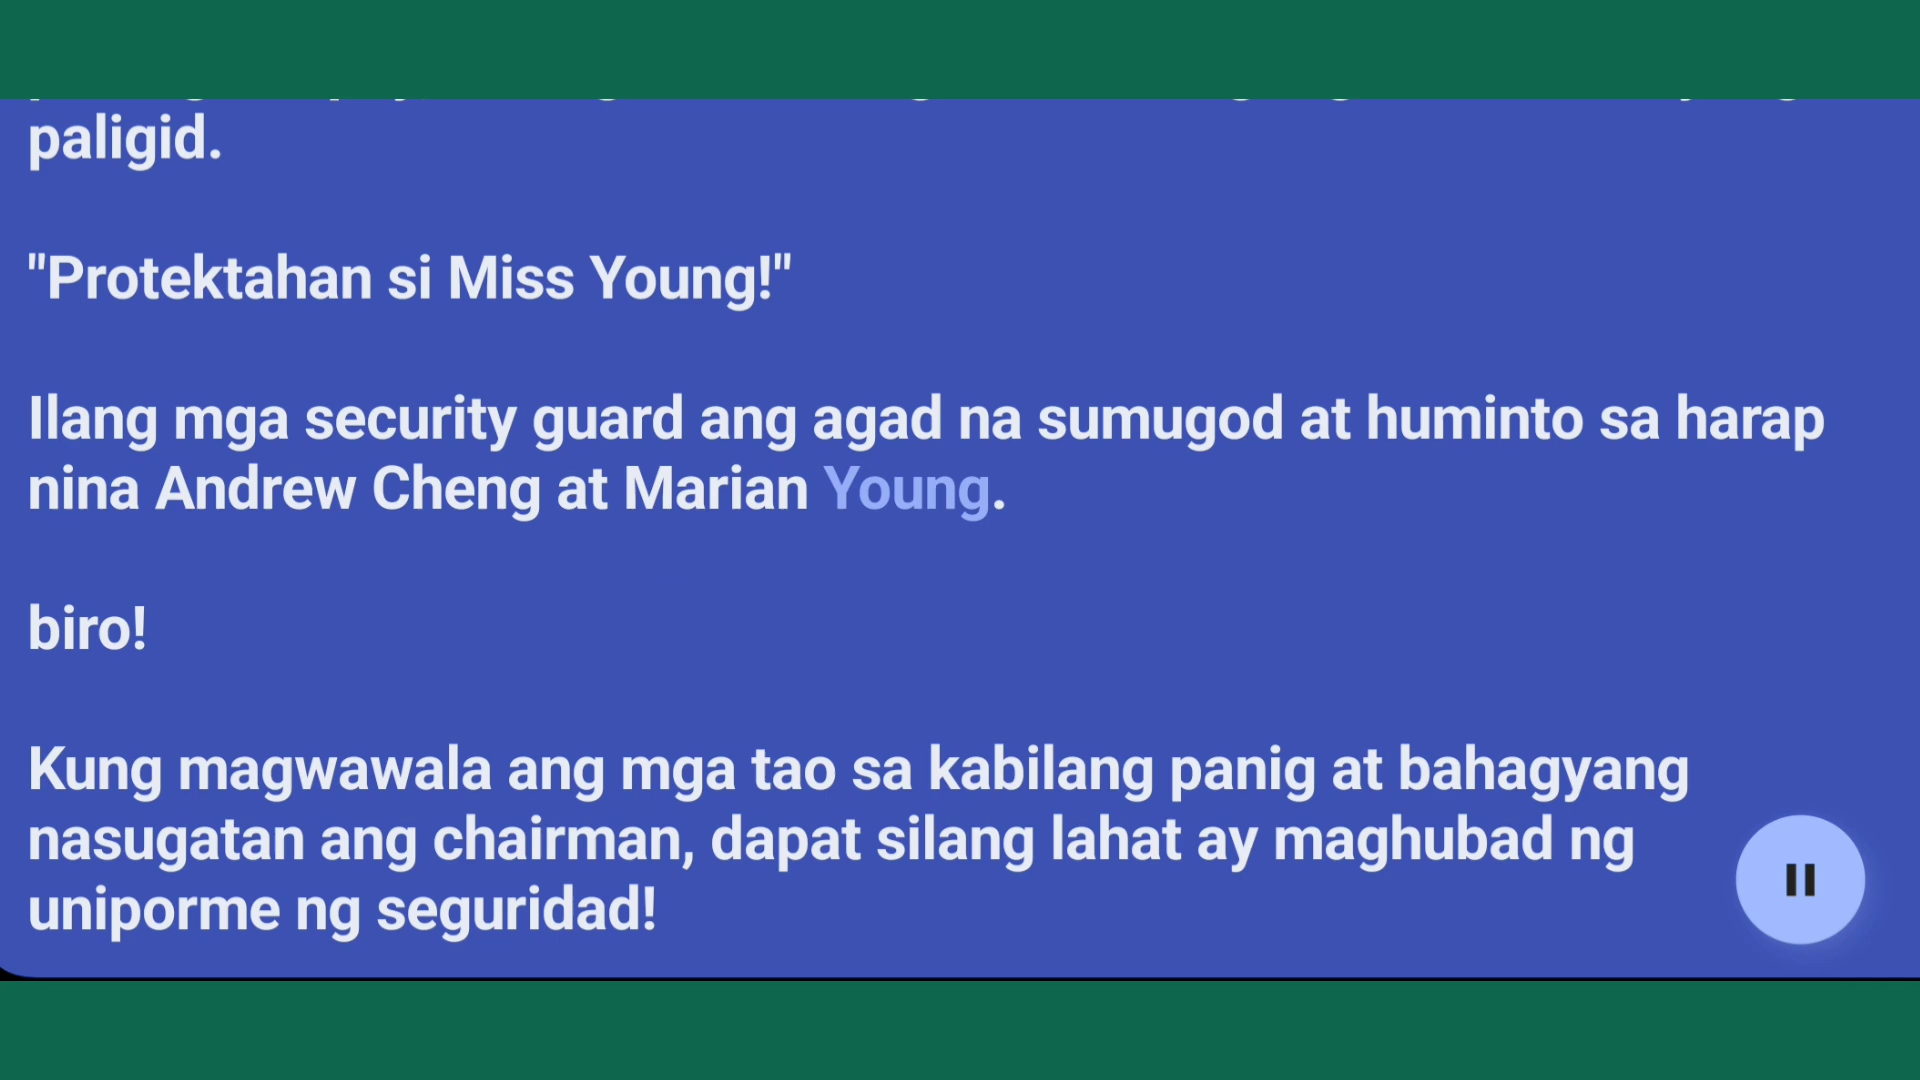 paligid.
"Protektahan si Miss Young!"
Ilang mga security guard ang agad na sumugod at huminto sa harap
nina Andrew Cheng at Marian Young.
biro!
Kung magwawala ang mga tao sa kabilang panig at bahagyang
nasugatan ang chairman, dapat silang lahat ay maghubad ng
uniporme ng seguridad!